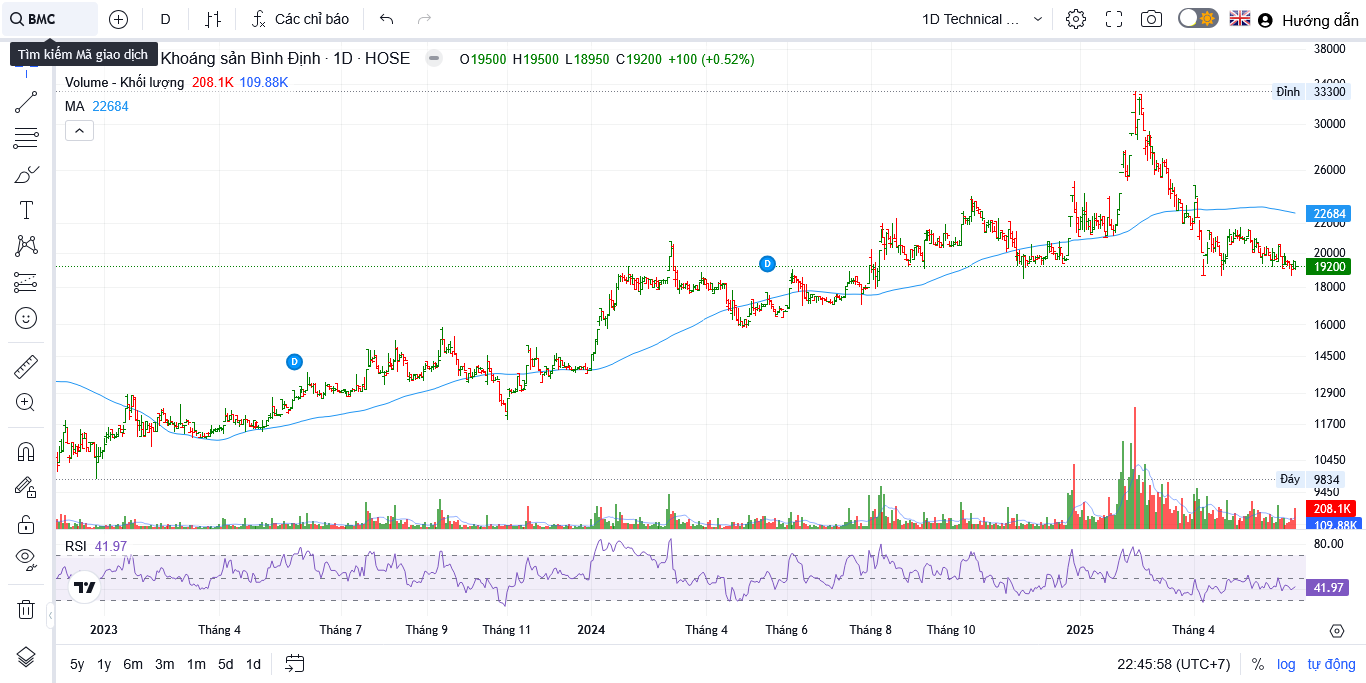 BMC
D
Các chỉ báo
1D Technical ...
Hướng dẫn
Tìm kiếm Mã giao dịch
Khoáng sản Bình Định · 1D · HOSE
O19500 H19500 L18950 C19200 +100 (+0.52%)
Volume - Khối lượng 208.1K 109.88K
MA 22684
38000
34000
Đỉnh 33300
30000
26000
22684
22000
20000
19200
18000
16000
14500
12900
11700
10450
Đáy 9834
9450
208.1K
109.88K
D
D
RSI 41.97
80.00
41.97
2023 Tháng 4 Tháng 7 Tháng 9 Tháng 11 2024 Tháng 4 Tháng 6 Tháng 8 Tháng 10 2025 Tháng 4
5y 1y 6m 3m 1m 5d 1d
22:45:58 (UTC+7) % log tự động